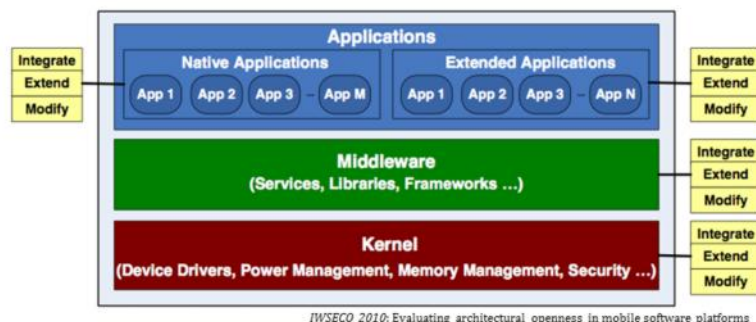 Applications
Integrate
Extend
Modify
Native Applications
App 1 App 2 App 3 – App M
Extended Applications
App 1 App 2 App 3 – App N
Integrate
Extend
Modify
Middleware
(Services, Libraries, Frameworks ...)
Integrate
Extend
Modify
Kernel
(Device Drivers, Power Management, Memory Management, Security ...)
Integrate
Extend
Modify
IWSECO 2010: Evaluating architectural openness in mobile software platforms